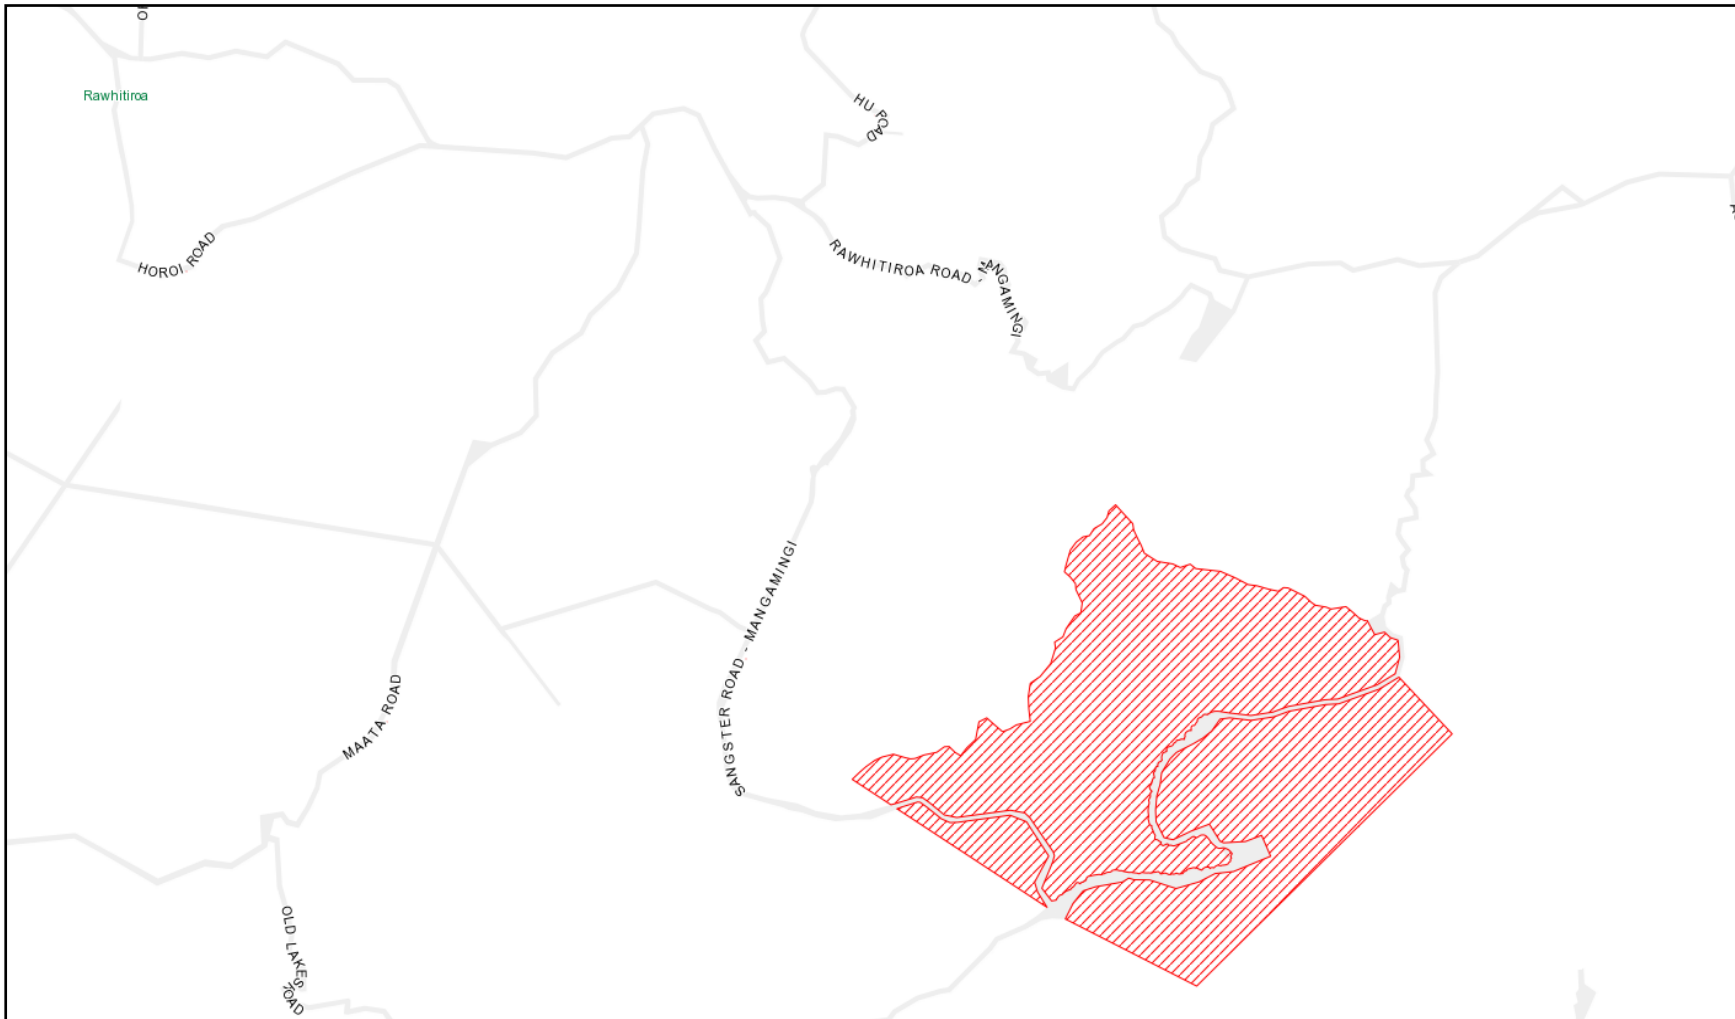 Rawhitiroa
HU ROAD
HOROI ROAD
RAWHITIROA ROAD - MANGAMINGI
SANGSTER ROAD - MANGAMINGI
MAATA ROAD
OLD LAKES ROAD